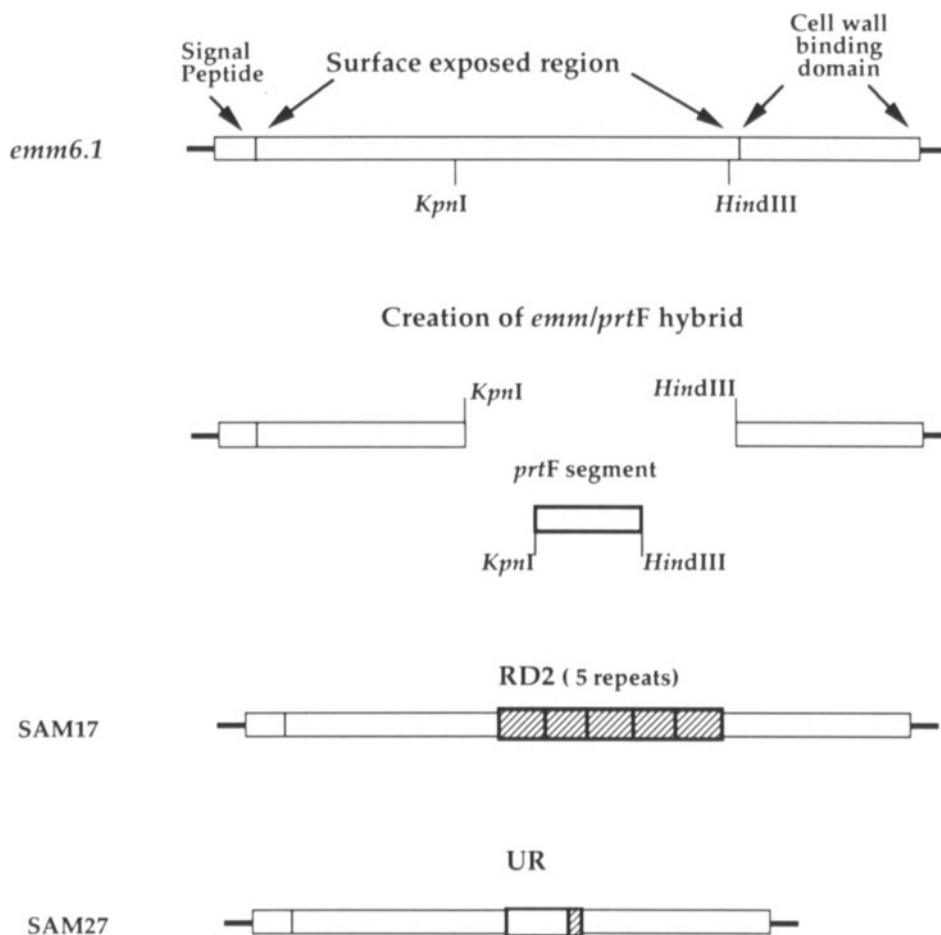 Signal
Peptide
Surface exposed region
Cell wall
binding
domain
emm6.1
KpnI
HindIII
Creation of emm/prtF hybrid
KpnI
HindIII
prtF segment
KpnI
HindIII
RD2 ( 5 repeats)
SAM17
UR
SAM27